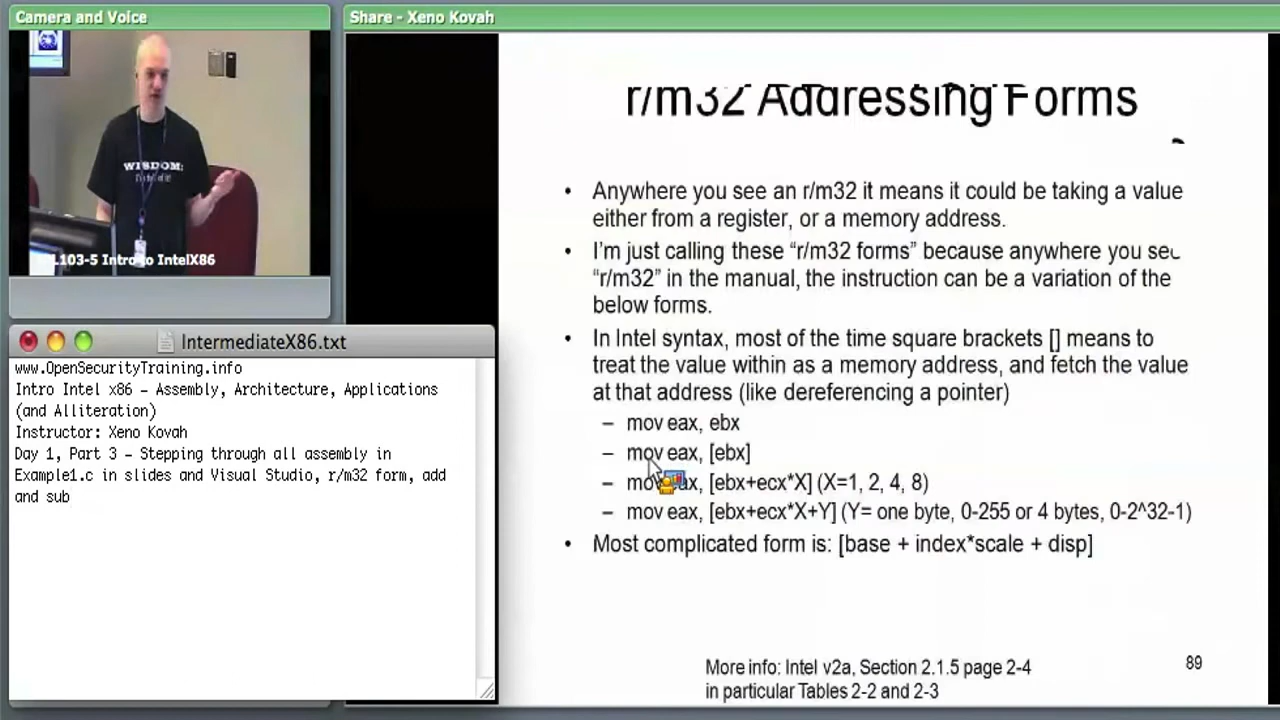 Camera and Voice
Share - Xeno Kovah
WISDOM:
103-5 Intro to IntelX86
IntermediateX86.txt
www.OpenSecurityTraining.info
Intro Intel x86 – Assembly, Architecture, Applications
(and Alliteration)
Instructor: Xeno Kovah
Day 1, Part 3 – Stepping through all assembly in
Example1.c in slides and Visual Studio, r/m32 form, add
and sub
r/m32 Addressing Forms
• Anywhere you see an r/m32 it means it could be taking a value
either from a register, or a memory address.
• I'm just calling these “r/m32 forms” because anywhere you see
“r/m32” in the manual, the instruction can be a variation of the
below forms.
• In Intel syntax, most of the time square brackets [] means to
treat the value within as a memory address, and fetch the value
at that address (like dereferencing a pointer)
– mov eax, ebx
– mov eax, [ebx]
– mov eax, [ebx+ecx*X] (X=1, 2, 4, 8)
– mov eax, [ebx+ecx*X+Y] (Y= one byte, 0-255 or 4 bytes, 0-2^32-1)
• Most complicated form is: [base + index*scale + disp]
More info: Intel v2a, Section 2.1.5 page 2-4
in particular Tables 2-2 and 2-3
89